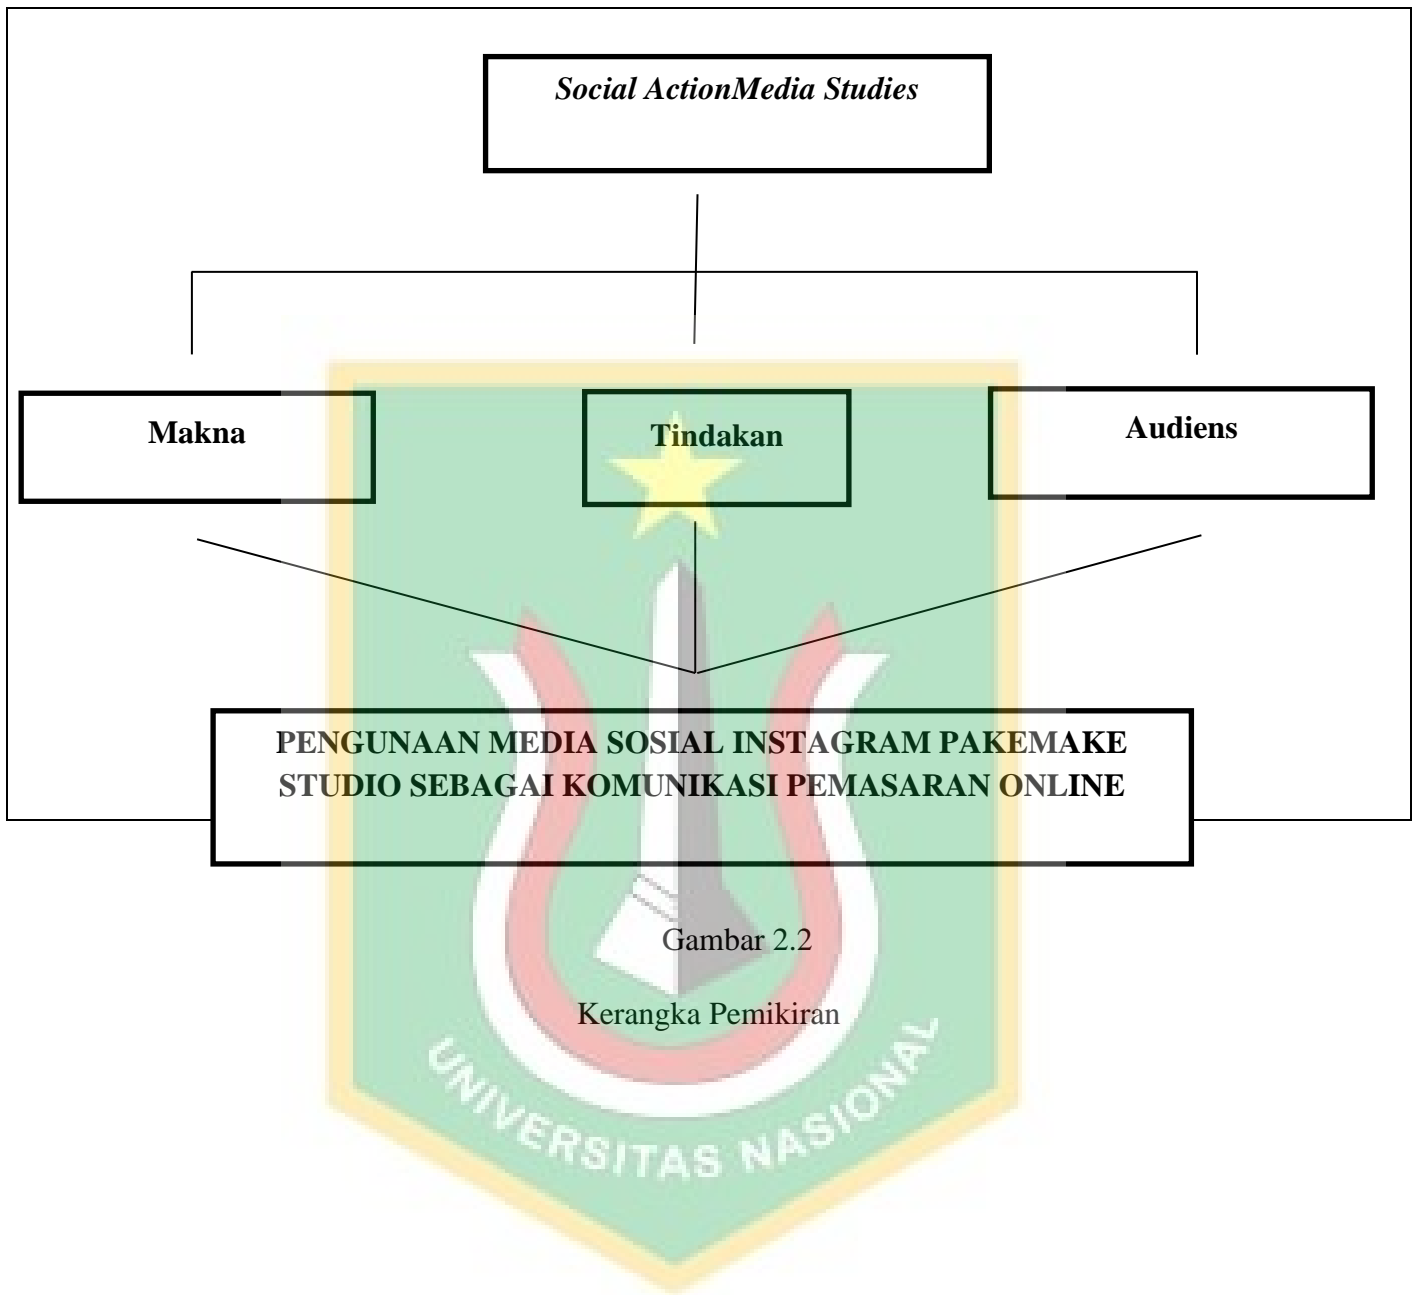 Social ActionMedia Studies
Makna
Tindakan
Audiens
PENGUNAAN MEDIA SOSIAL INSTAGRAM PAKEMAKE
STUDIO SEBAGAI KOMUNIKASI PEMASARAN ONLINE
Gambar 2.2
Kerangka Pemikiran
UNIVERSITAS NASIONAL